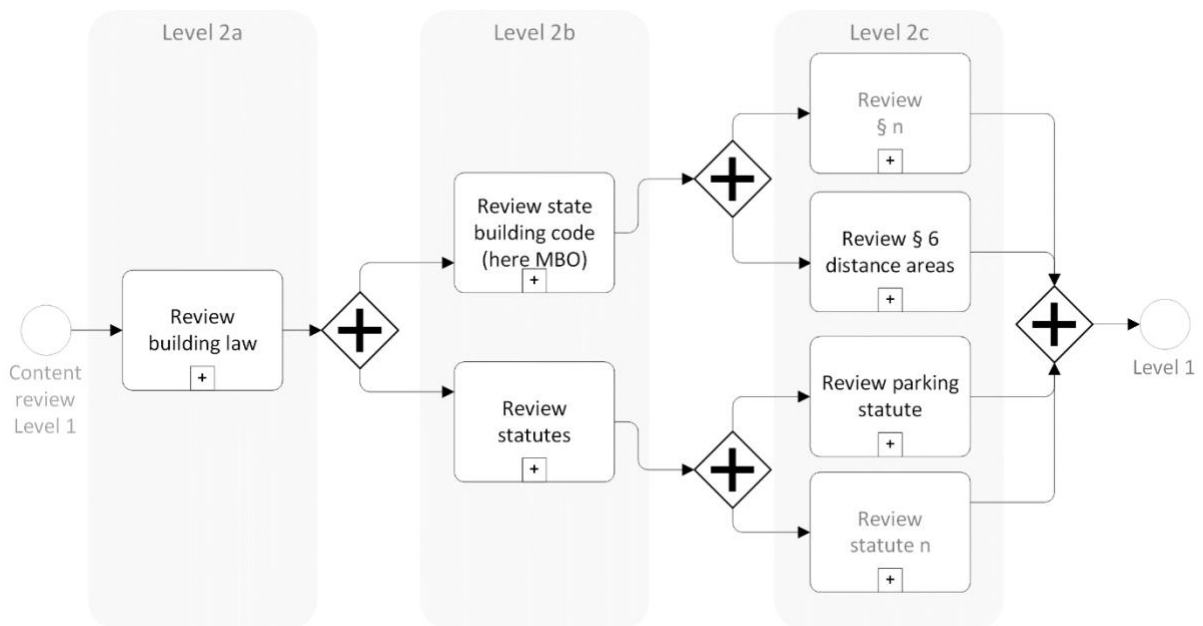 Level 2a
Level 2b
Level 2c
Review
§ n
+
Review state
building code
(here MBO)
+
Review § 6
distance areas
+
Review
building law
+
Content
review
Level 1
Level 1
Review parking
statute
+
Review
statutes
+
Review
statute n
+